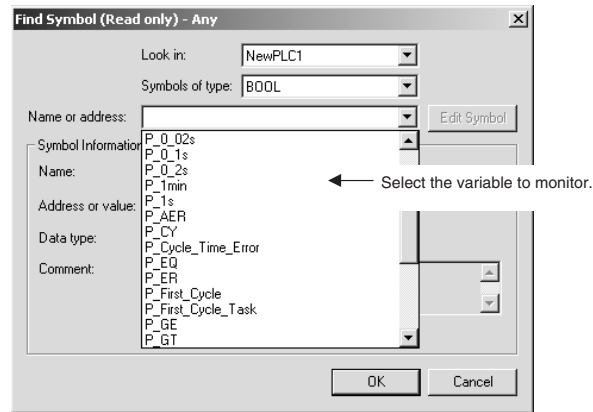 Find Symbol (Read only) - Any
Look in: NewPLC1
Symbols of type: BOOL
Name or address: Edit Symbol
Symbol Information
P_0_02s
P_0_1s
Name: P_0_2s
P_1min
Select the variable to monitor.
Address or value: P_1s
P_AER
Data type: P_CY
P_Cycle_Time_Error
Comment: P_EQ
P_ER
P_First_Cycle
P_First_Cycle_Task
P_GE
P_GT
OK Cancel